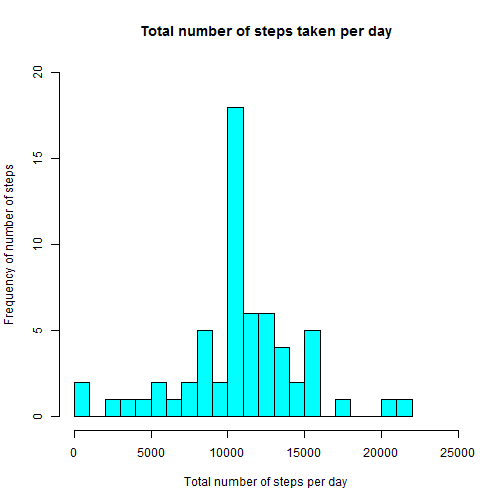 Total number of steps taken per day
Frequency of number of steps
20
15
10
5
0
0 5000 10000 15000 20000 25000
Total number of steps per day